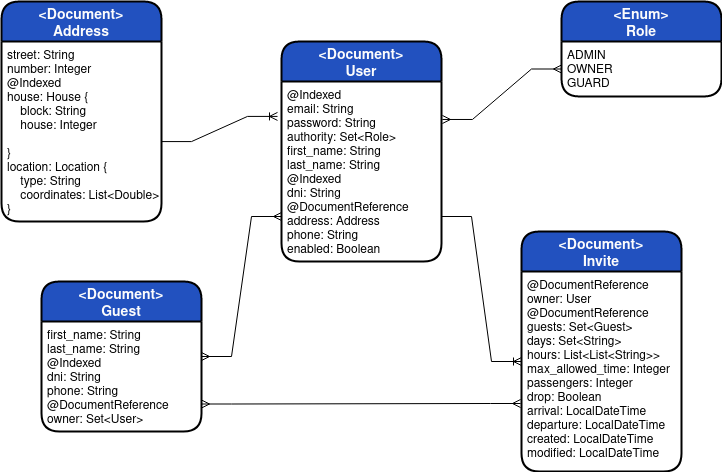 <Document>
Address
street: String
number: Integer
@Indexed
house: House {
block: String
house: Integer
}
location: Location {
type: String
coordinates: List<Double>
}
<Document>
User
@Indexed
email: String
password: String
authority: Set<Role>
first_name: String
last_name: String
@Indexed
dni: String
@DocumentReference
address: Address
phone: String
enabled: Boolean
<Enum>
Role
ADMIN
OWNER
GUARD
<Document>
Guest
first_name: String
last_name: String
@Indexed
dni: String
phone: String
@DocumentReference
owner: Set<User>
<Document>
Invite
@DocumentReference
owner: User
@DocumentReference
guests: Set<Guest>
days: Set<String>
hours: List<List<String>>
max_allowed_time: Integer
passengers: Integer
drop: Boolean
arrival: LocalDateTime
departure: LocalDateTime
created: LocalDateTime
modified: LocalDateTime